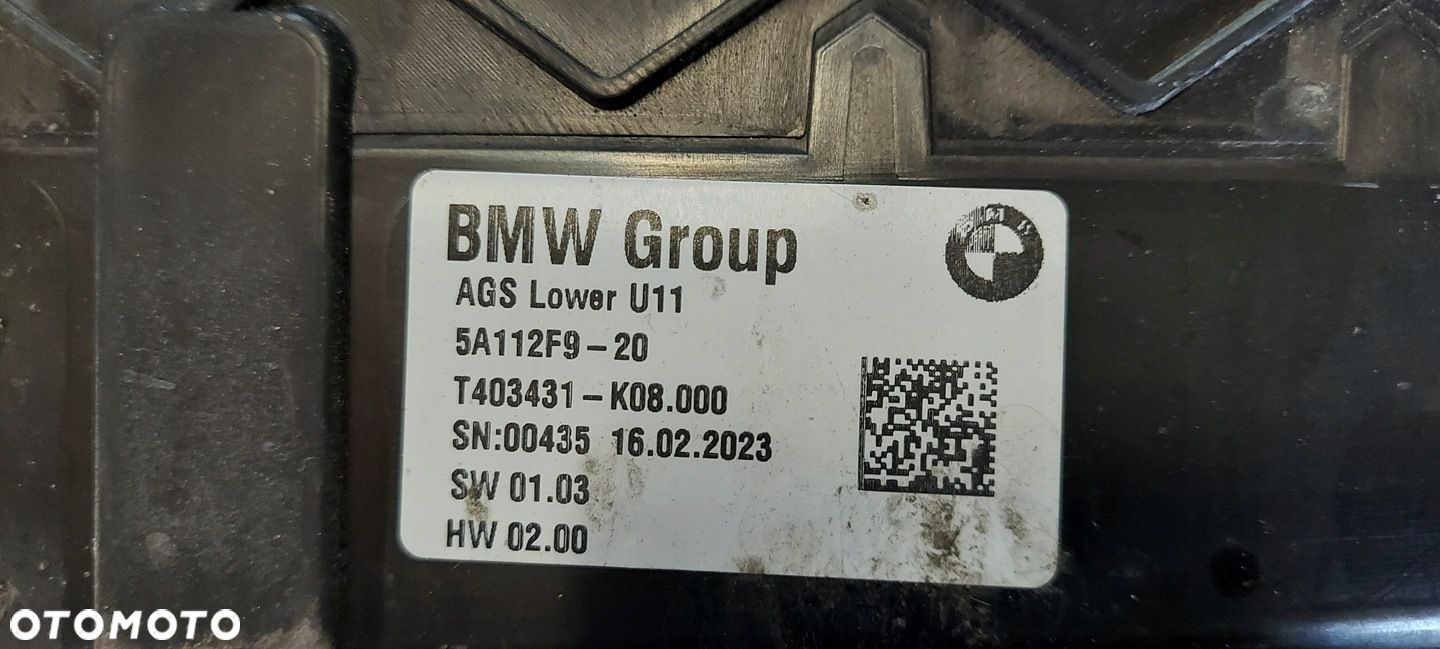 BMW Group
AGS Lower U11
5A112F9-20
T403431-K08.000
SN:00435 16.02.2023
SW 01.03
HW 02.00
OTOMOTO